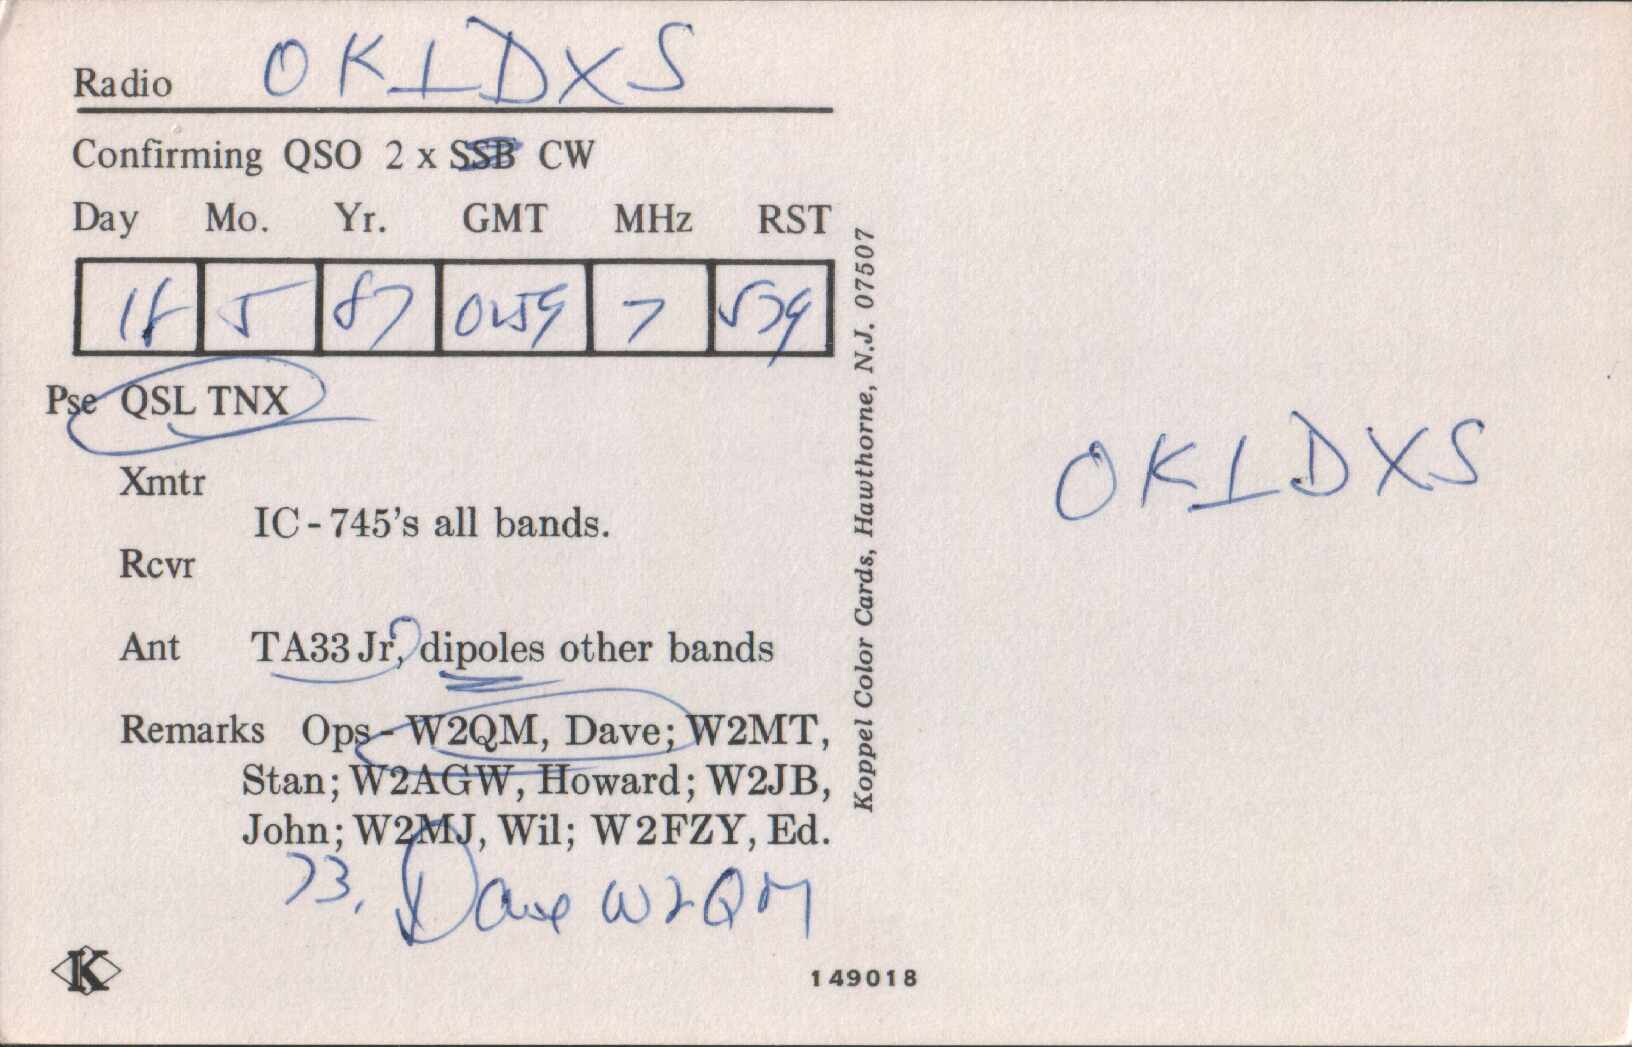 Radio OK1DXS
Confirming QSO 2 x SSB CW
Day Mo. Yr. GMT MHz RST
18 5 87 0259 7 579
Pse QSL TNX
Xmtr
IC-745's all bands.
Rcvr
Ant TA33 Jr, dipoles other bands
Remarks Ops - W2QM, Dave; W2MT,
Stan; W2AGW, Howard; W2JB,
John; W2MJ, Wil; W2FZY, Ed.
73, Dave W2QM
K
149018
Koppel Color Cards, Hawthorne, N.J. 07507
OK1DXS